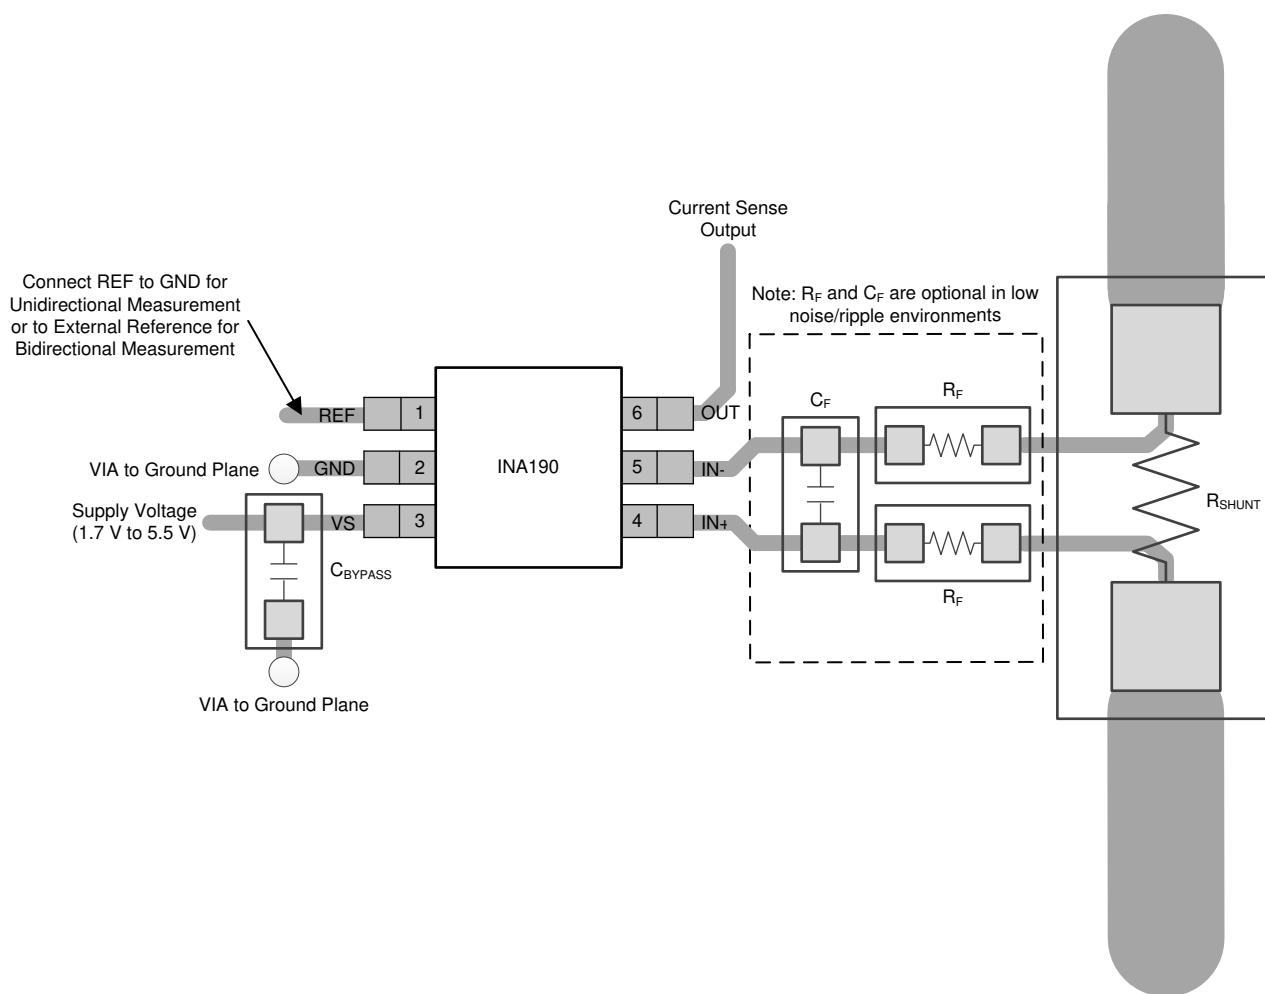 Current Sense
Output
Connect REF to GND for
Unidirectional Measurement
or to External Reference for
Bidirectional Measurement
Note: RF and CF are optional in low
noise/ripple environments
REF
1
6
OUT
CF
RF
VIA to Ground Plane
GND
2
INA190
5
IN-
Supply Voltage
(1.7 V to 5.5 V)
VS
3
4
IN+
RSHUNT
CBYPASS
RF
VIA to Ground Plane